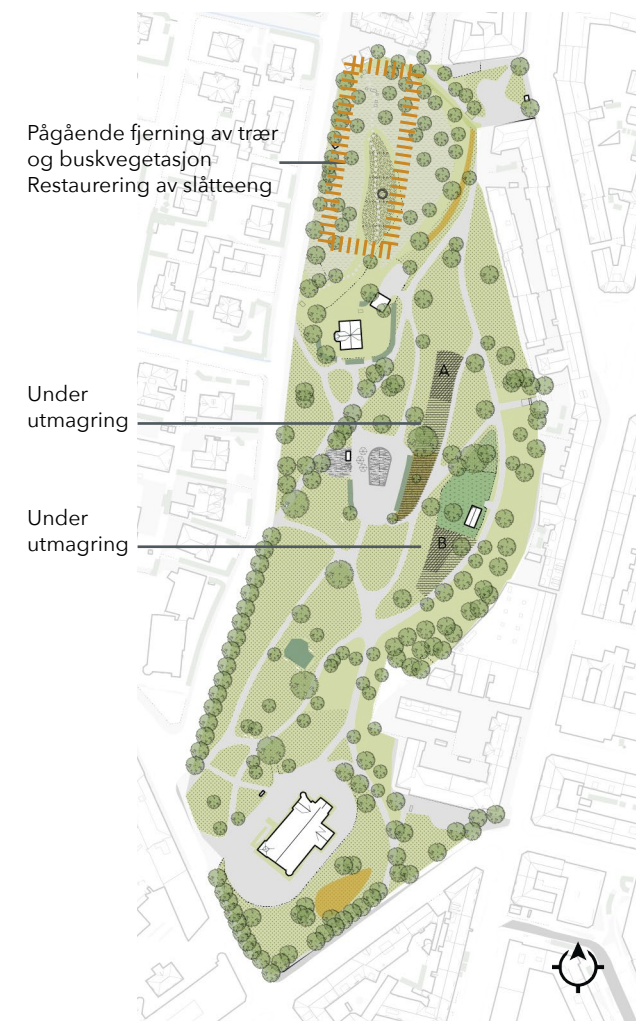 Pågående fjerning av trær
og buskvegetasjon
Restaurering av slåtteeng
A
Under
utmagring
Under
utmagring
B